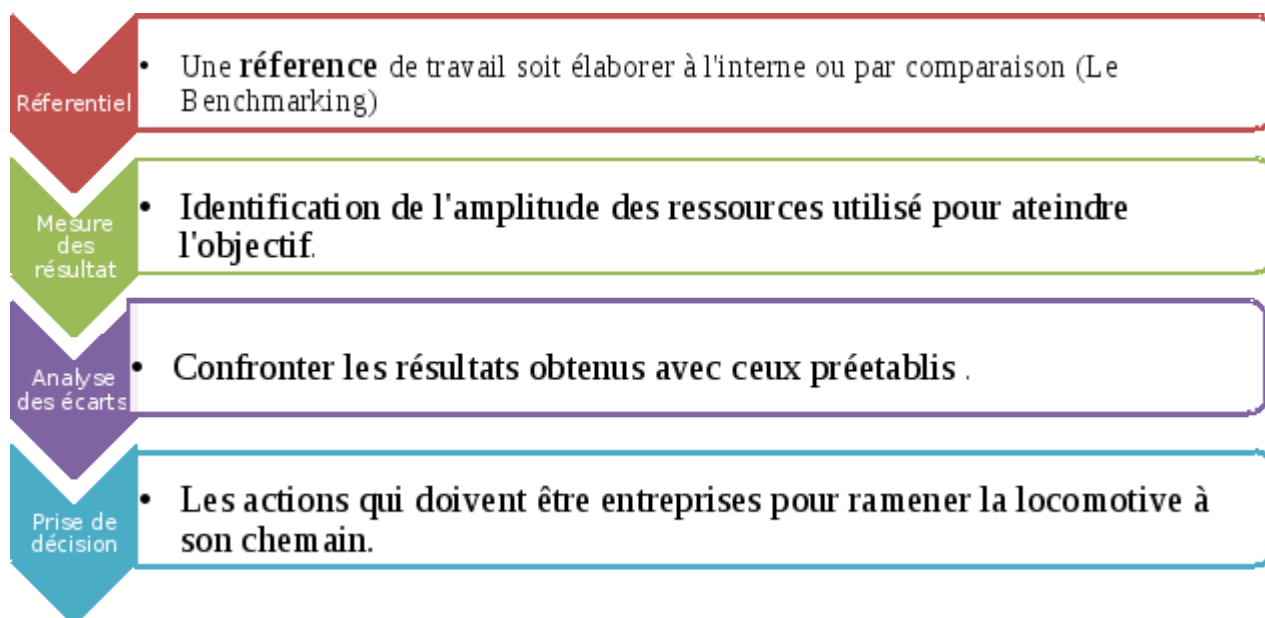 Réferentiel
• Une réference de travail soit élaborer à l'interne ou par comparaison (Le
Benchmarking)
Mesure
des
résultat
• Identification de l'amplitude des ressources utilisé pour ateindre
l'objectif.
Analyse
des écarts
• Confronter les résultats obtenus avec ceux préetablis .
Prise de
décision
• Les actions qui doivent être entreprises pour ramener la locomotive à
son chemain.